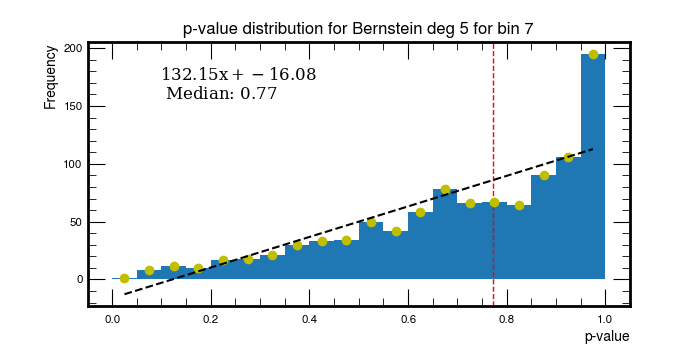 p-value distribution for Bernstein deg 5 for bin 7
Frequency
132.15x + −16.08
Median: 0.77
200
150
100
50
0
0.0 0.2 0.4 0.6 0.8 1.0
p-value